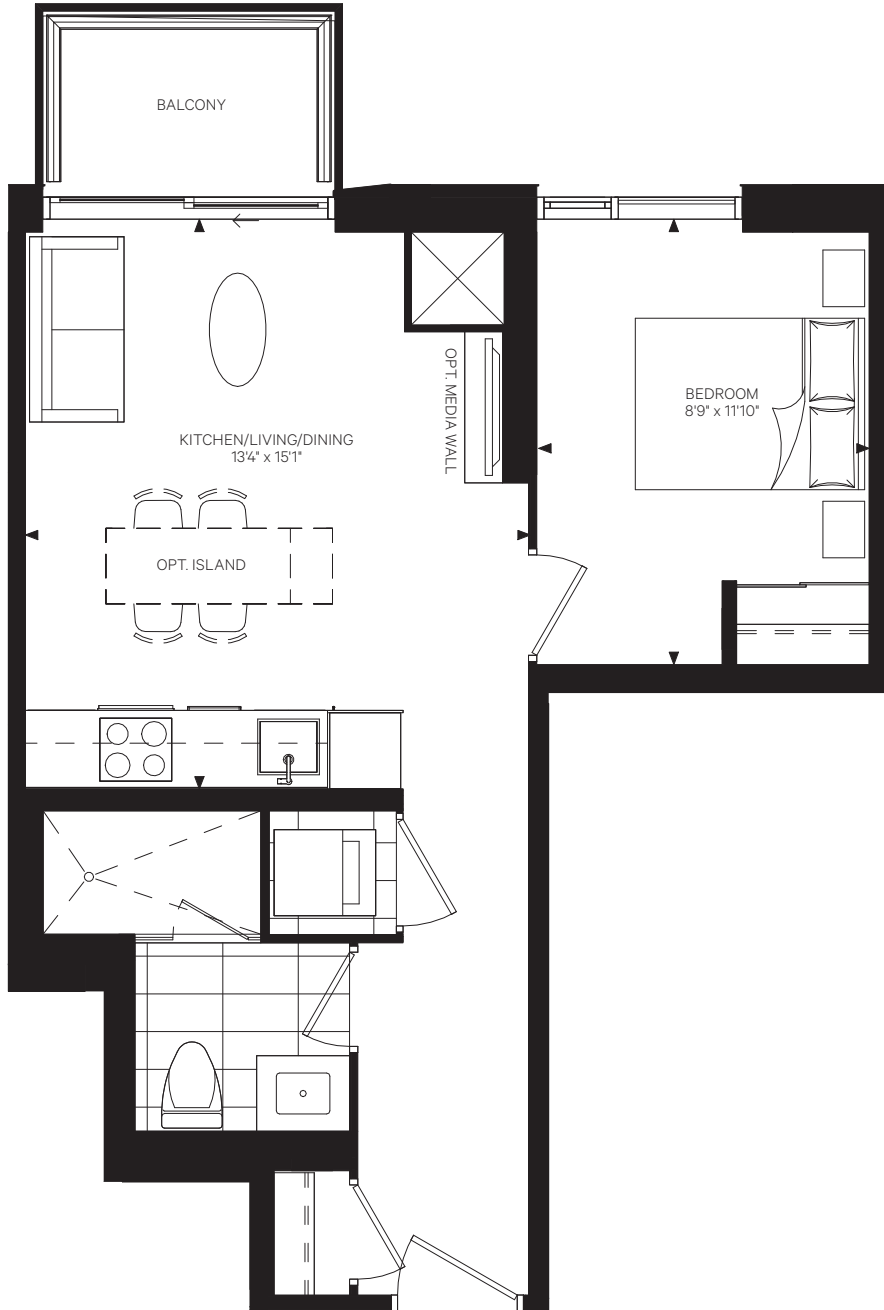 BALCONY
OPT. MEDIA WALL
BEDROOM
8'9" x 11'10"
KITCHEN/LIVING/DINING
13'4" x 15'1"
OPT. ISLAND